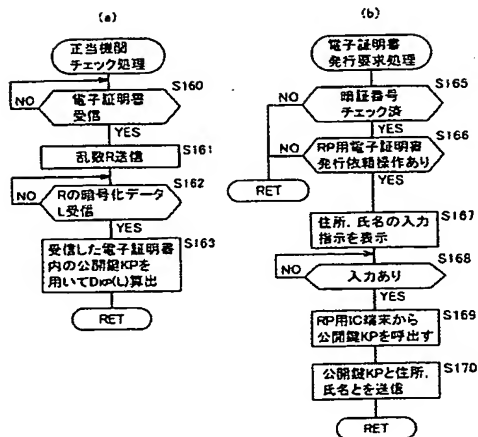 (a)
正当機関
チェック処理
S160
NO
電子証明書
受信
YES
S161
乱数R送信
S162
NO
Rの暗号化データ
L受信
YES
S163
受信した電子証明書
内の公開鍵KPを
用いてDKP(L)算出
RET
(b)
電子証明書
発行要求処理
S165
NO
暗証番号
チェック済
YES
S166
NO
RP用電子証明書
発行依頼操作あり
RET
YES
S167
住所，氏名の入力
指示を表示
S168
NO
入力あり
YES
S169
RP用IC端末から
公開鍵KPを呼出す
S170
公開鍵KPと住所，
氏名とを送信
RET